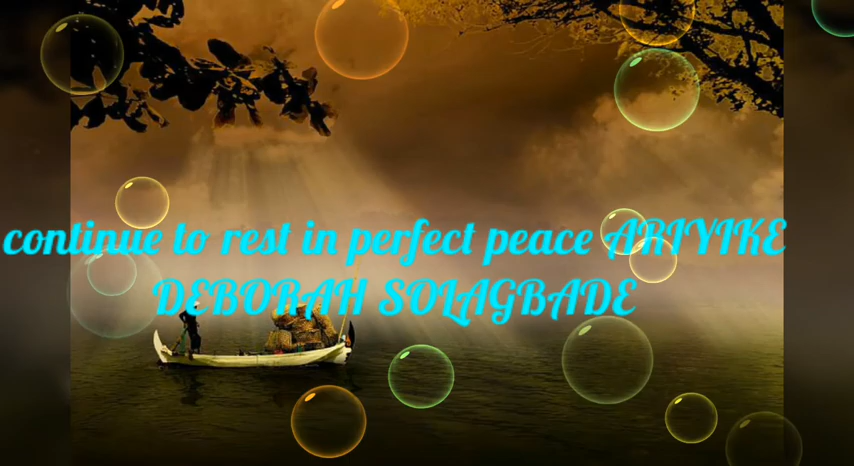 continue to rest in perfect peace ARIYIKE
DEBORAH SOLAGBADE